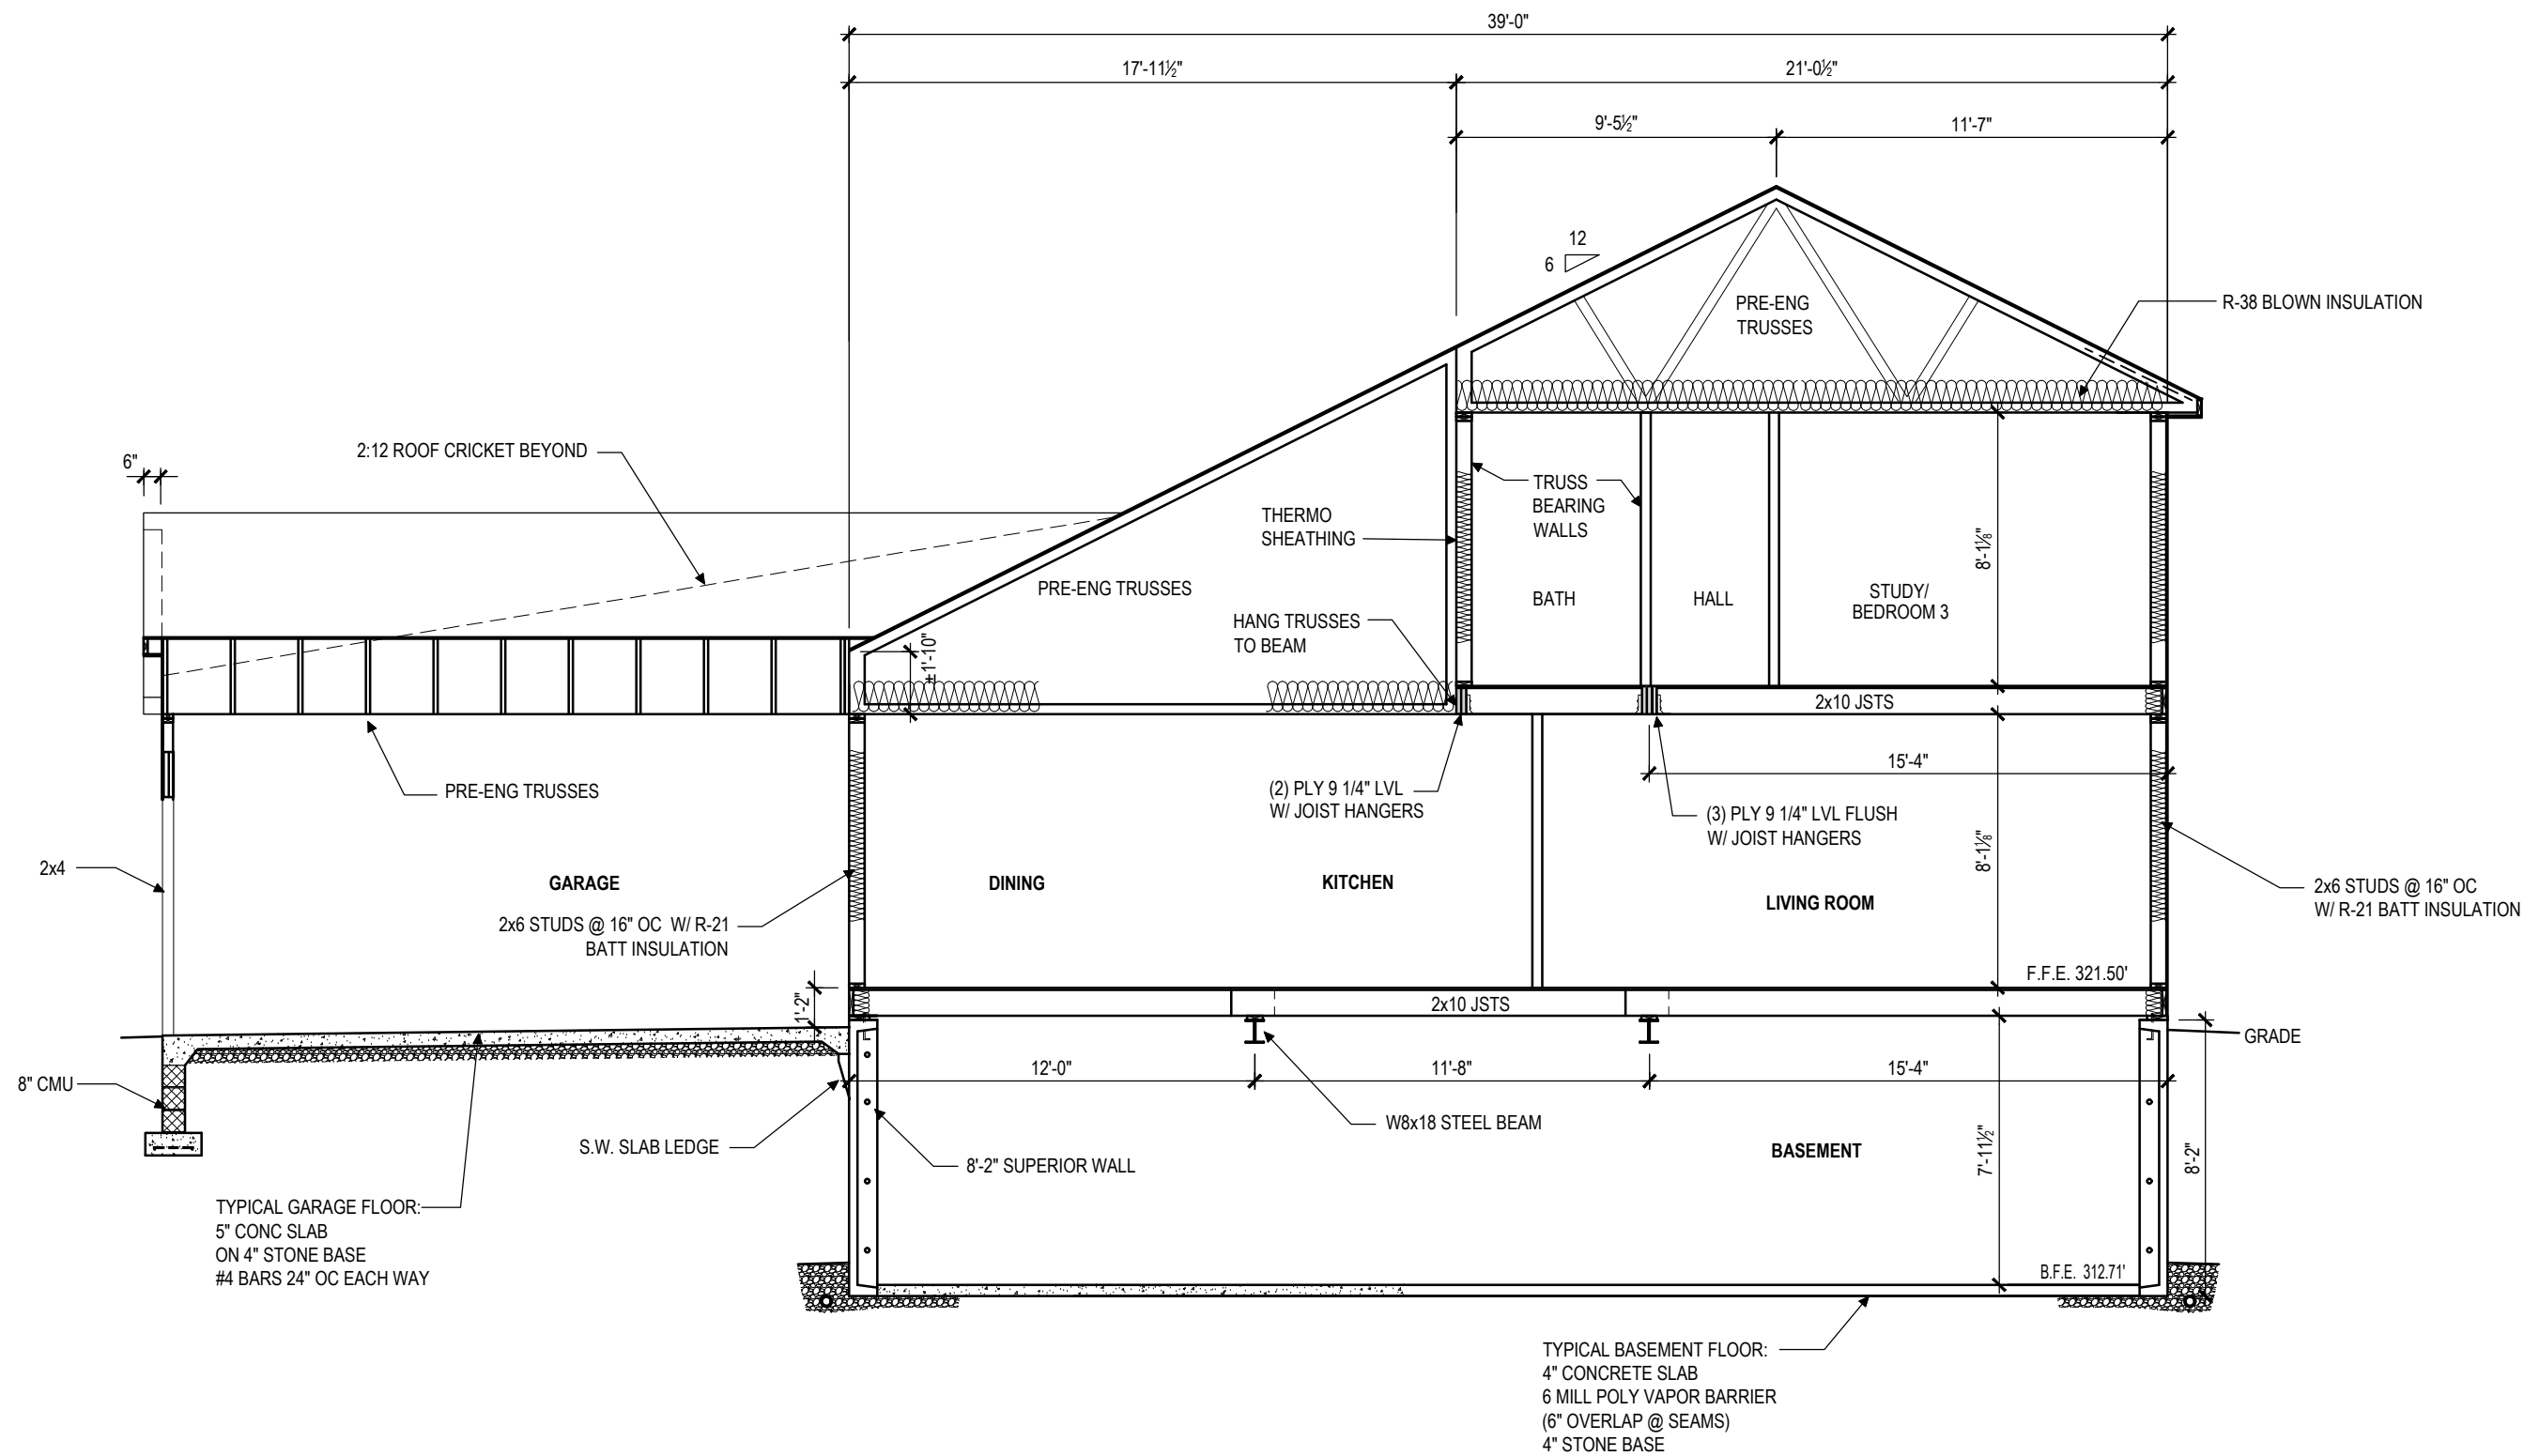 39'-0"
17'-11½"
21'-0½"
9'-5½"
11'-7"
12
6
PRE-ENG
TRUSSES
R-38 BLOWN INSULATION
2:12 ROOF CRICKET BEYOND
6"
THERMO
SHEATHING
TRUSS
BEARING
WALLS
8'-1⅛"
PRE-ENG TRUSSES
BATH
HALL
STUDY/
BEDROOM 3
HANG TRUSSES
TO BEAM
±1'-10"
2x10 JSTS
15'-4"
PRE-ENG TRUSSES
(2) PLY 9 1/4" LVL
W/ JOIST HANGERS
(3) PLY 9 1/4" LVL FLUSH
W/ JOIST HANGERS
8'-1⅛"
2x4
GARAGE
DINING
KITCHEN
LIVING ROOM
2x6 STUDS @ 16" OC
W/ R-21 BATT INSULATION
2x6 STUDS @ 16" OC W/ R-21
BATT INSULATION
F.F.E. 321.50'
1'-2"
2x10 JSTS
GRADE
12'-0"
11'-8"
15'-4"
8" CMU
S.W. SLAB LEDGE
W8x18 STEEL BEAM
8'-2" SUPERIOR WALL
BASEMENT
7'-11½"
8'-2"
TYPICAL GARAGE FLOOR:
5" CONC SLAB
ON 4" STONE BASE
#4 BARS 24" OC EACH WAY
B.F.E. 312.71'
TYPICAL BASEMENT FLOOR:
4" CONCRETE SLAB
6 MILL POLY VAPOR BARRIER
(6" OVERLAP @ SEAMS)
4" STONE BASE